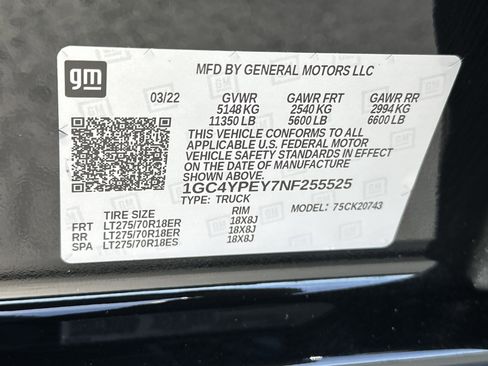 gm
MFD BY GENERAL MOTORS LLC
03/22 GVWR GAWR FRT GAWR RR
5148 KG 2540 KG 2994 KG
11350 LB 5600 LB 6600 LB
THIS VEHICLE CONFORMS TO ALL
APPLICABLE U.S. FEDERAL MOTOR
VEHICLE SAFETY STANDARDS IN EFFECT
ON THE DATE OF MANUFACTURE
SHOWN ABOVE.
1GC4YPEY7NF255525
TYPE: TRUCK
TIRE SIZE RIM MODEL: 75CK20743
FRT LT275/70R18ER 18X8J
RR LT275/70R18ER 18X8J
SPA LT275/70R18ES 18X8J